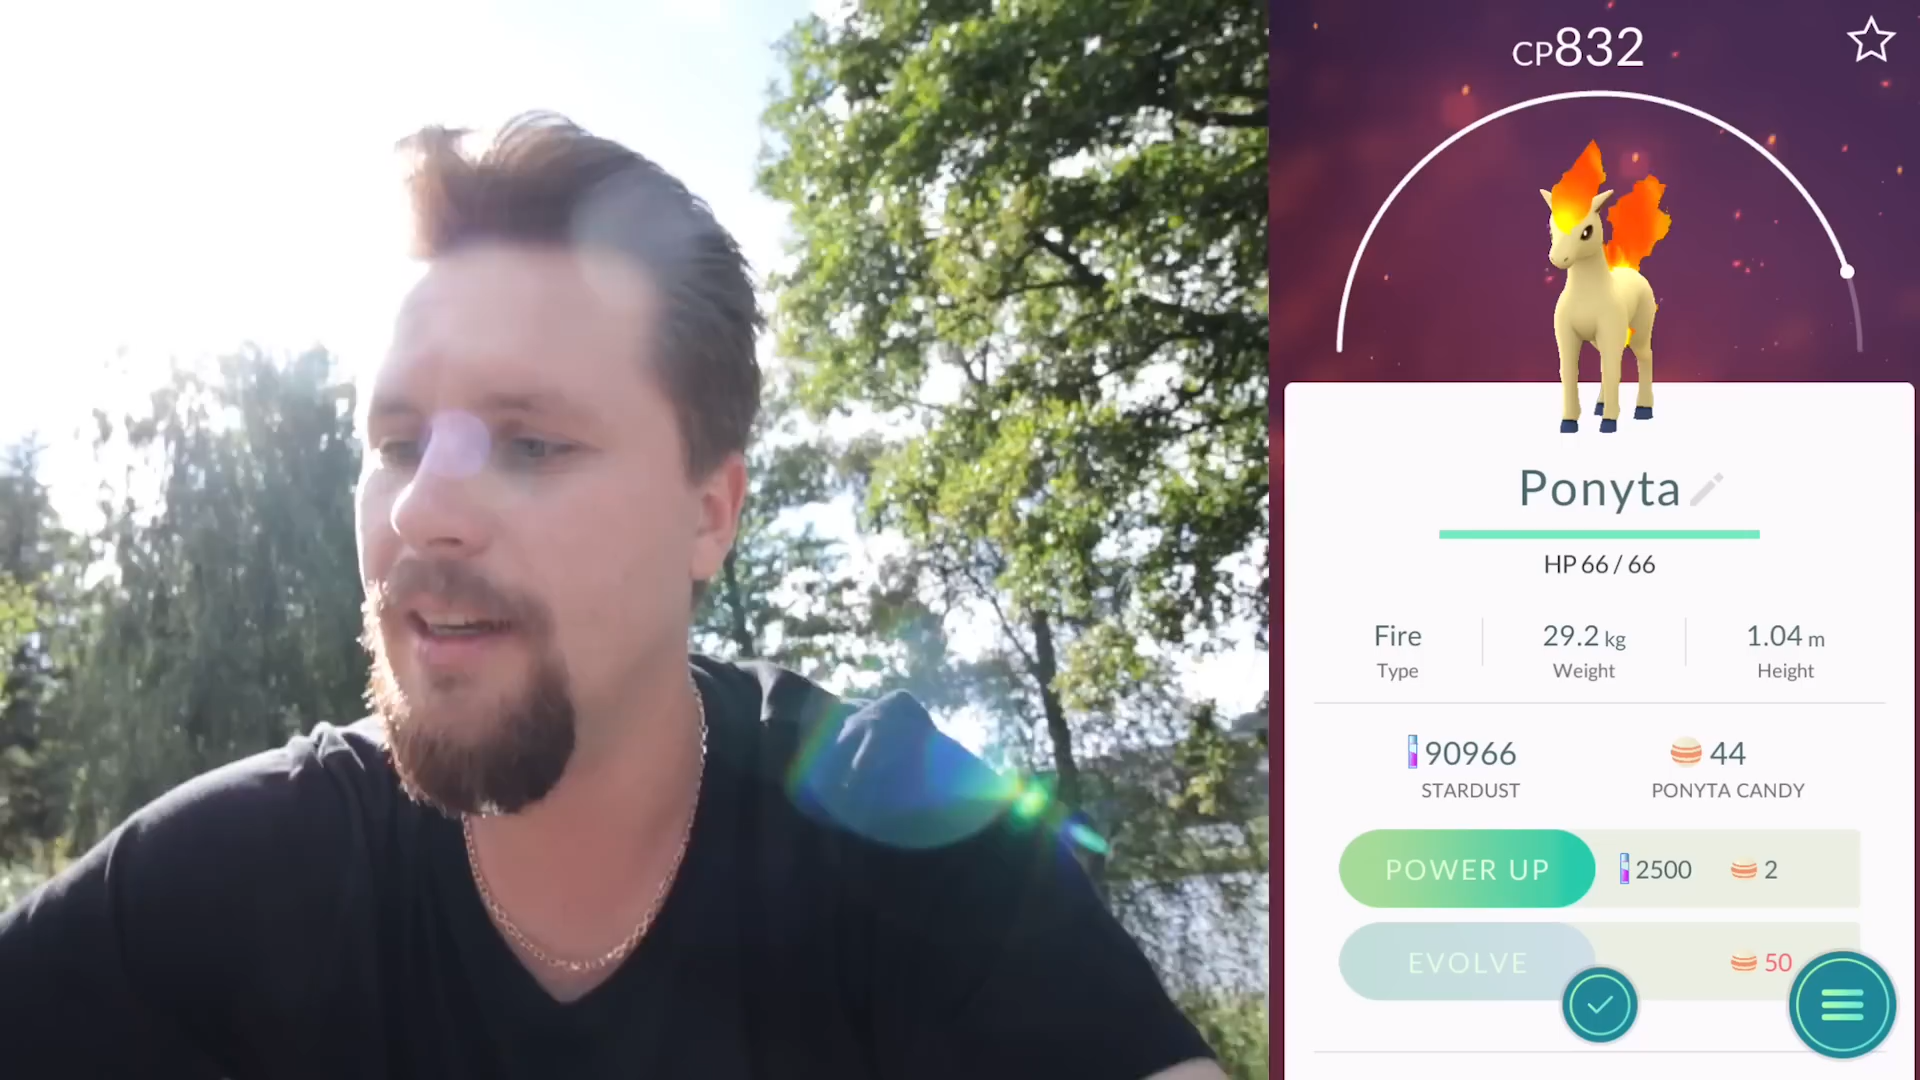 CP832
Ponyta
HP 66 / 66
Fire
Type
29.2 kg
Weight
1.04 m
Height
90966
STARDUST
44
PONYTA CANDY
POWER UP
2500
2
EVOLVE
50